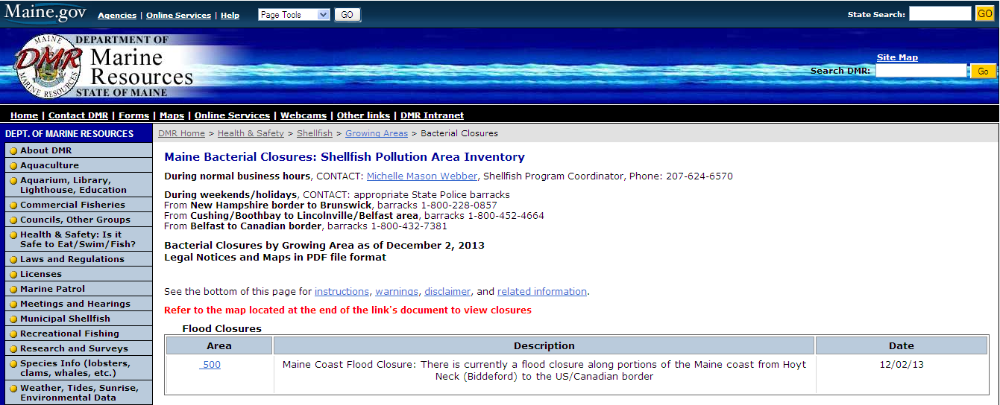 Maine.gov Agencies | Online Services | Help Page Tools GO State Search: GO
DEPARTMENT OF
Marine
Resources
STATE OF MAINE
MAINE
DMR
MARINE RESOURCES
Site Map
Search DMR: Go
Home | Contact DMR | Forms | Maps | Online Services | Webcams | Other links | DMR Intranet
DEPT. OF MARINE RESOURCES
About DMR
Aquaculture
Aquarium, Library,
Lighthouse, Education
Commercial Fisheries
Councils, Other Groups
Health & Safety: Is it
Safe to Eat/Swim/Fish?
Laws and Regulations
Licenses
Marine Patrol
Meetings and Hearings
Municipal Shellfish
Recreational Fishing
Research and Surveys
Species Info (lobsters,
clams, whales, etc.)
Weather, Tides, Sunrise,
Environmental Data
DMR Home > Health & Safety > Shellfish > Growing Areas > Bacterial Closures
Maine Bacterial Closures: Shellfish Pollution Area Inventory
During normal business hours, CONTACT: Michelle Mason Webber, Shellfish Program Coordinator, Phone: 207-624-6570
During weekends/holidays, CONTACT: appropriate State Police barracks
From New Hampshire border to Brunswick, barracks 1-800-228-0857
From Cushing/Boothbay to Lincolnville/Belfast area, barracks 1-800-452-4664
From Belfast to Canadian border, barracks 1-800-432-7381
Bacterial Closures by Growing Area as of December 2, 2013
Legal Notices and Maps in PDF file format
See the bottom of this page for instructions, warnings, disclaimer, and related information.
Refer to the map located at the end of the link's document to view closures
Flood Closures
Area Description Date
500 Maine Coast Flood Closure: There is currently a flood closure along portions of the Maine coast from Hoyt 12/02/13
Neck (Biddeford) to the US/Canadian border